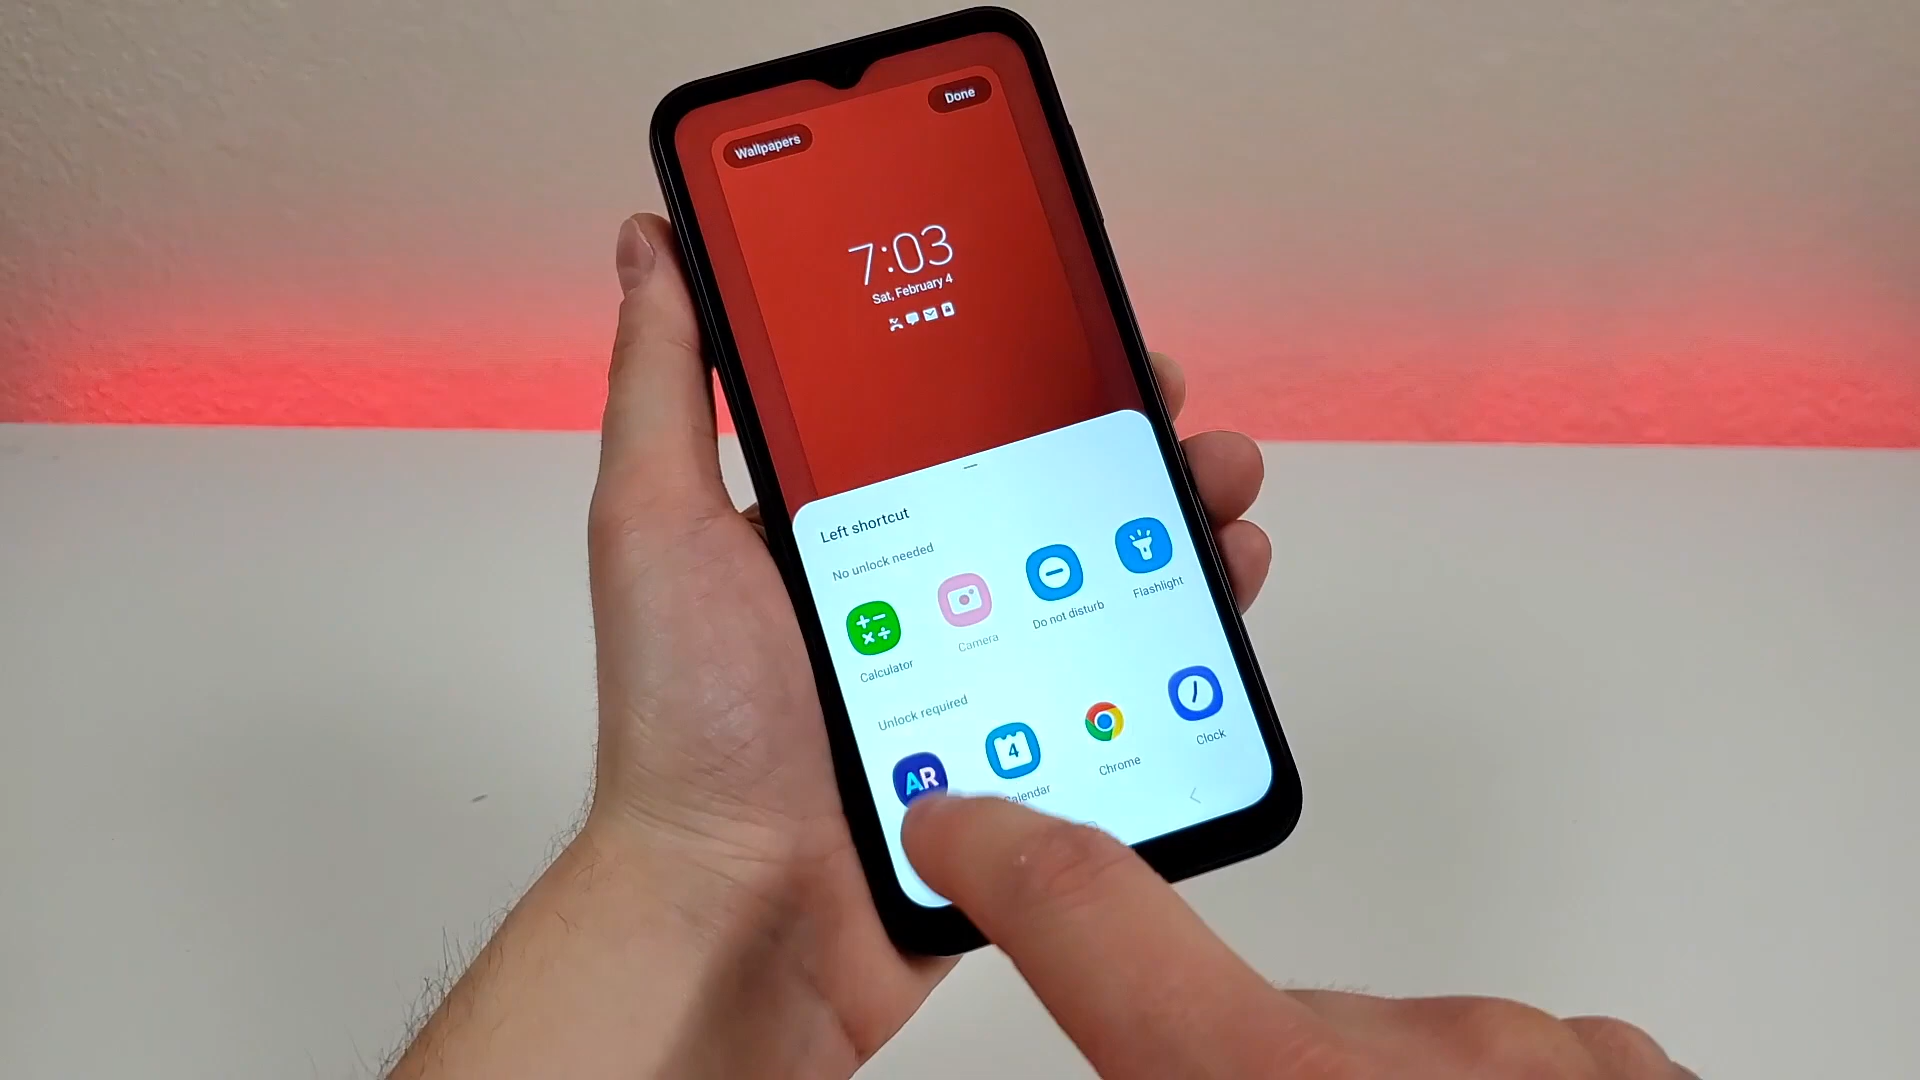 Done
Wallpapers
7:03
Sat, February 4
Left shortcut
No unlock needed
Calculator
Camera
Do not disturb
Flashlight
Unlock required
AR
4
Calendar
Chrome
Clock